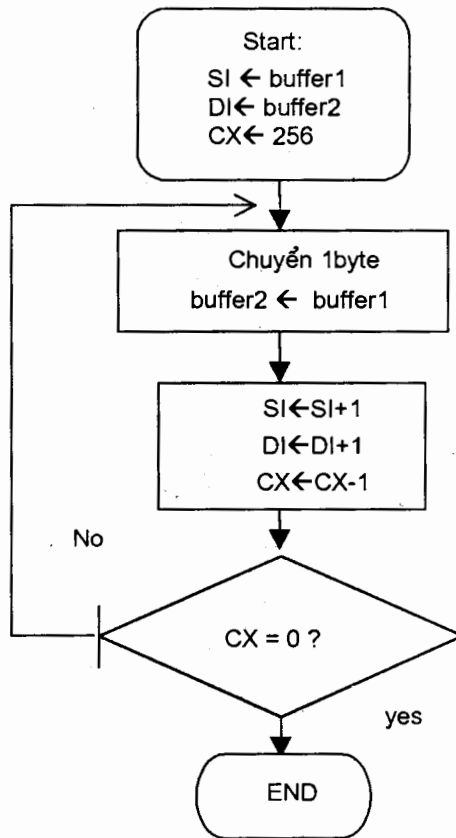 Start:
SI ← buffer1
DI← buffer2
CX← 256
Chuyển 1byte
buffer2 ← buffer1
SI←SI+1
DI←DI+1
CX←CX-1
No
CX = 0 ?
yes
END